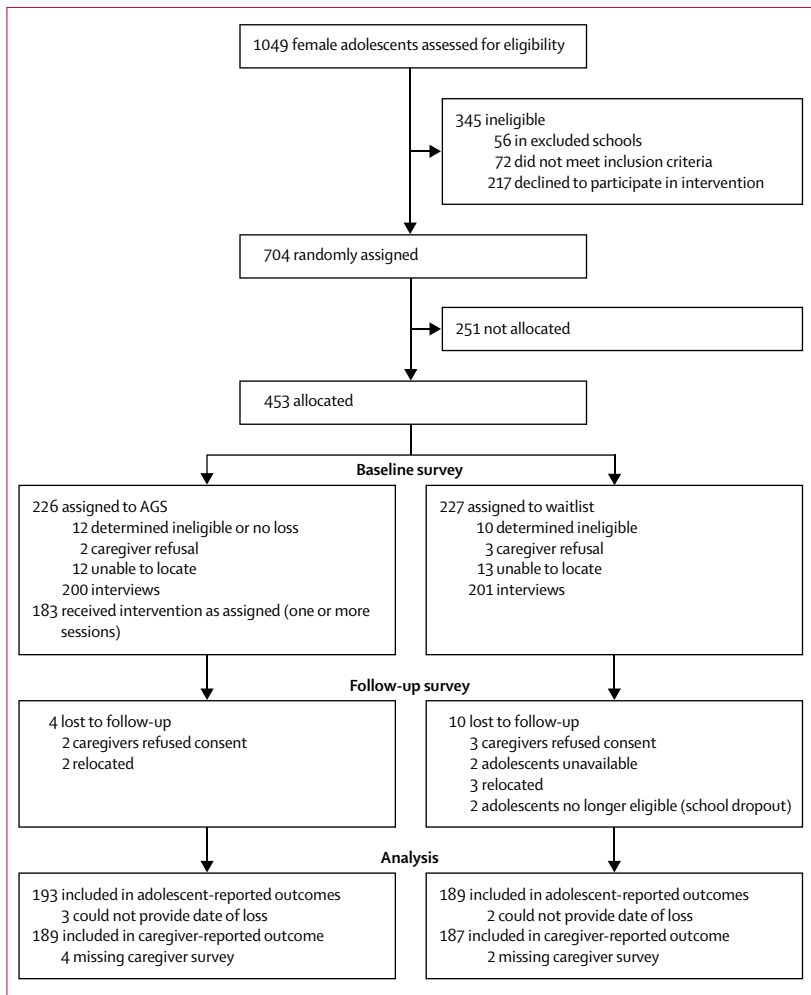 1049 female adolescents assessed for eligibility
345 ineligible
56 in excluded schools
72 did not meet inclusion criteria
217 declined to participate in intervention
704 randomly assigned
251 not allocated
453 allocated
Baseline survey
226 assigned to AGS
12 determined ineligible or no loss
2 caregiver refusal
12 unable to locate
200 interviews
183 received intervention as assigned (one or more
sessions)
227 assigned to waitlist
10 determined ineligible
3 caregiver refusal
13 unable to locate
201 interviews
Follow-up survey
4 lost to follow-up
2 caregivers refused consent
2 relocated
10 lost to follow-up
3 caregivers refused consent
2 adolescents unavailable
3 relocated
2 adolescents no longer eligible (school dropout)
Analysis
193 included in adolescent-reported outcomes
3 could not provide date of loss
189 included in caregiver-reported outcome
4 missing caregiver survey
189 included in adolescent-reported outcomes
2 could not provide date of loss
187 included in caregiver-reported outcome
2 missing caregiver survey